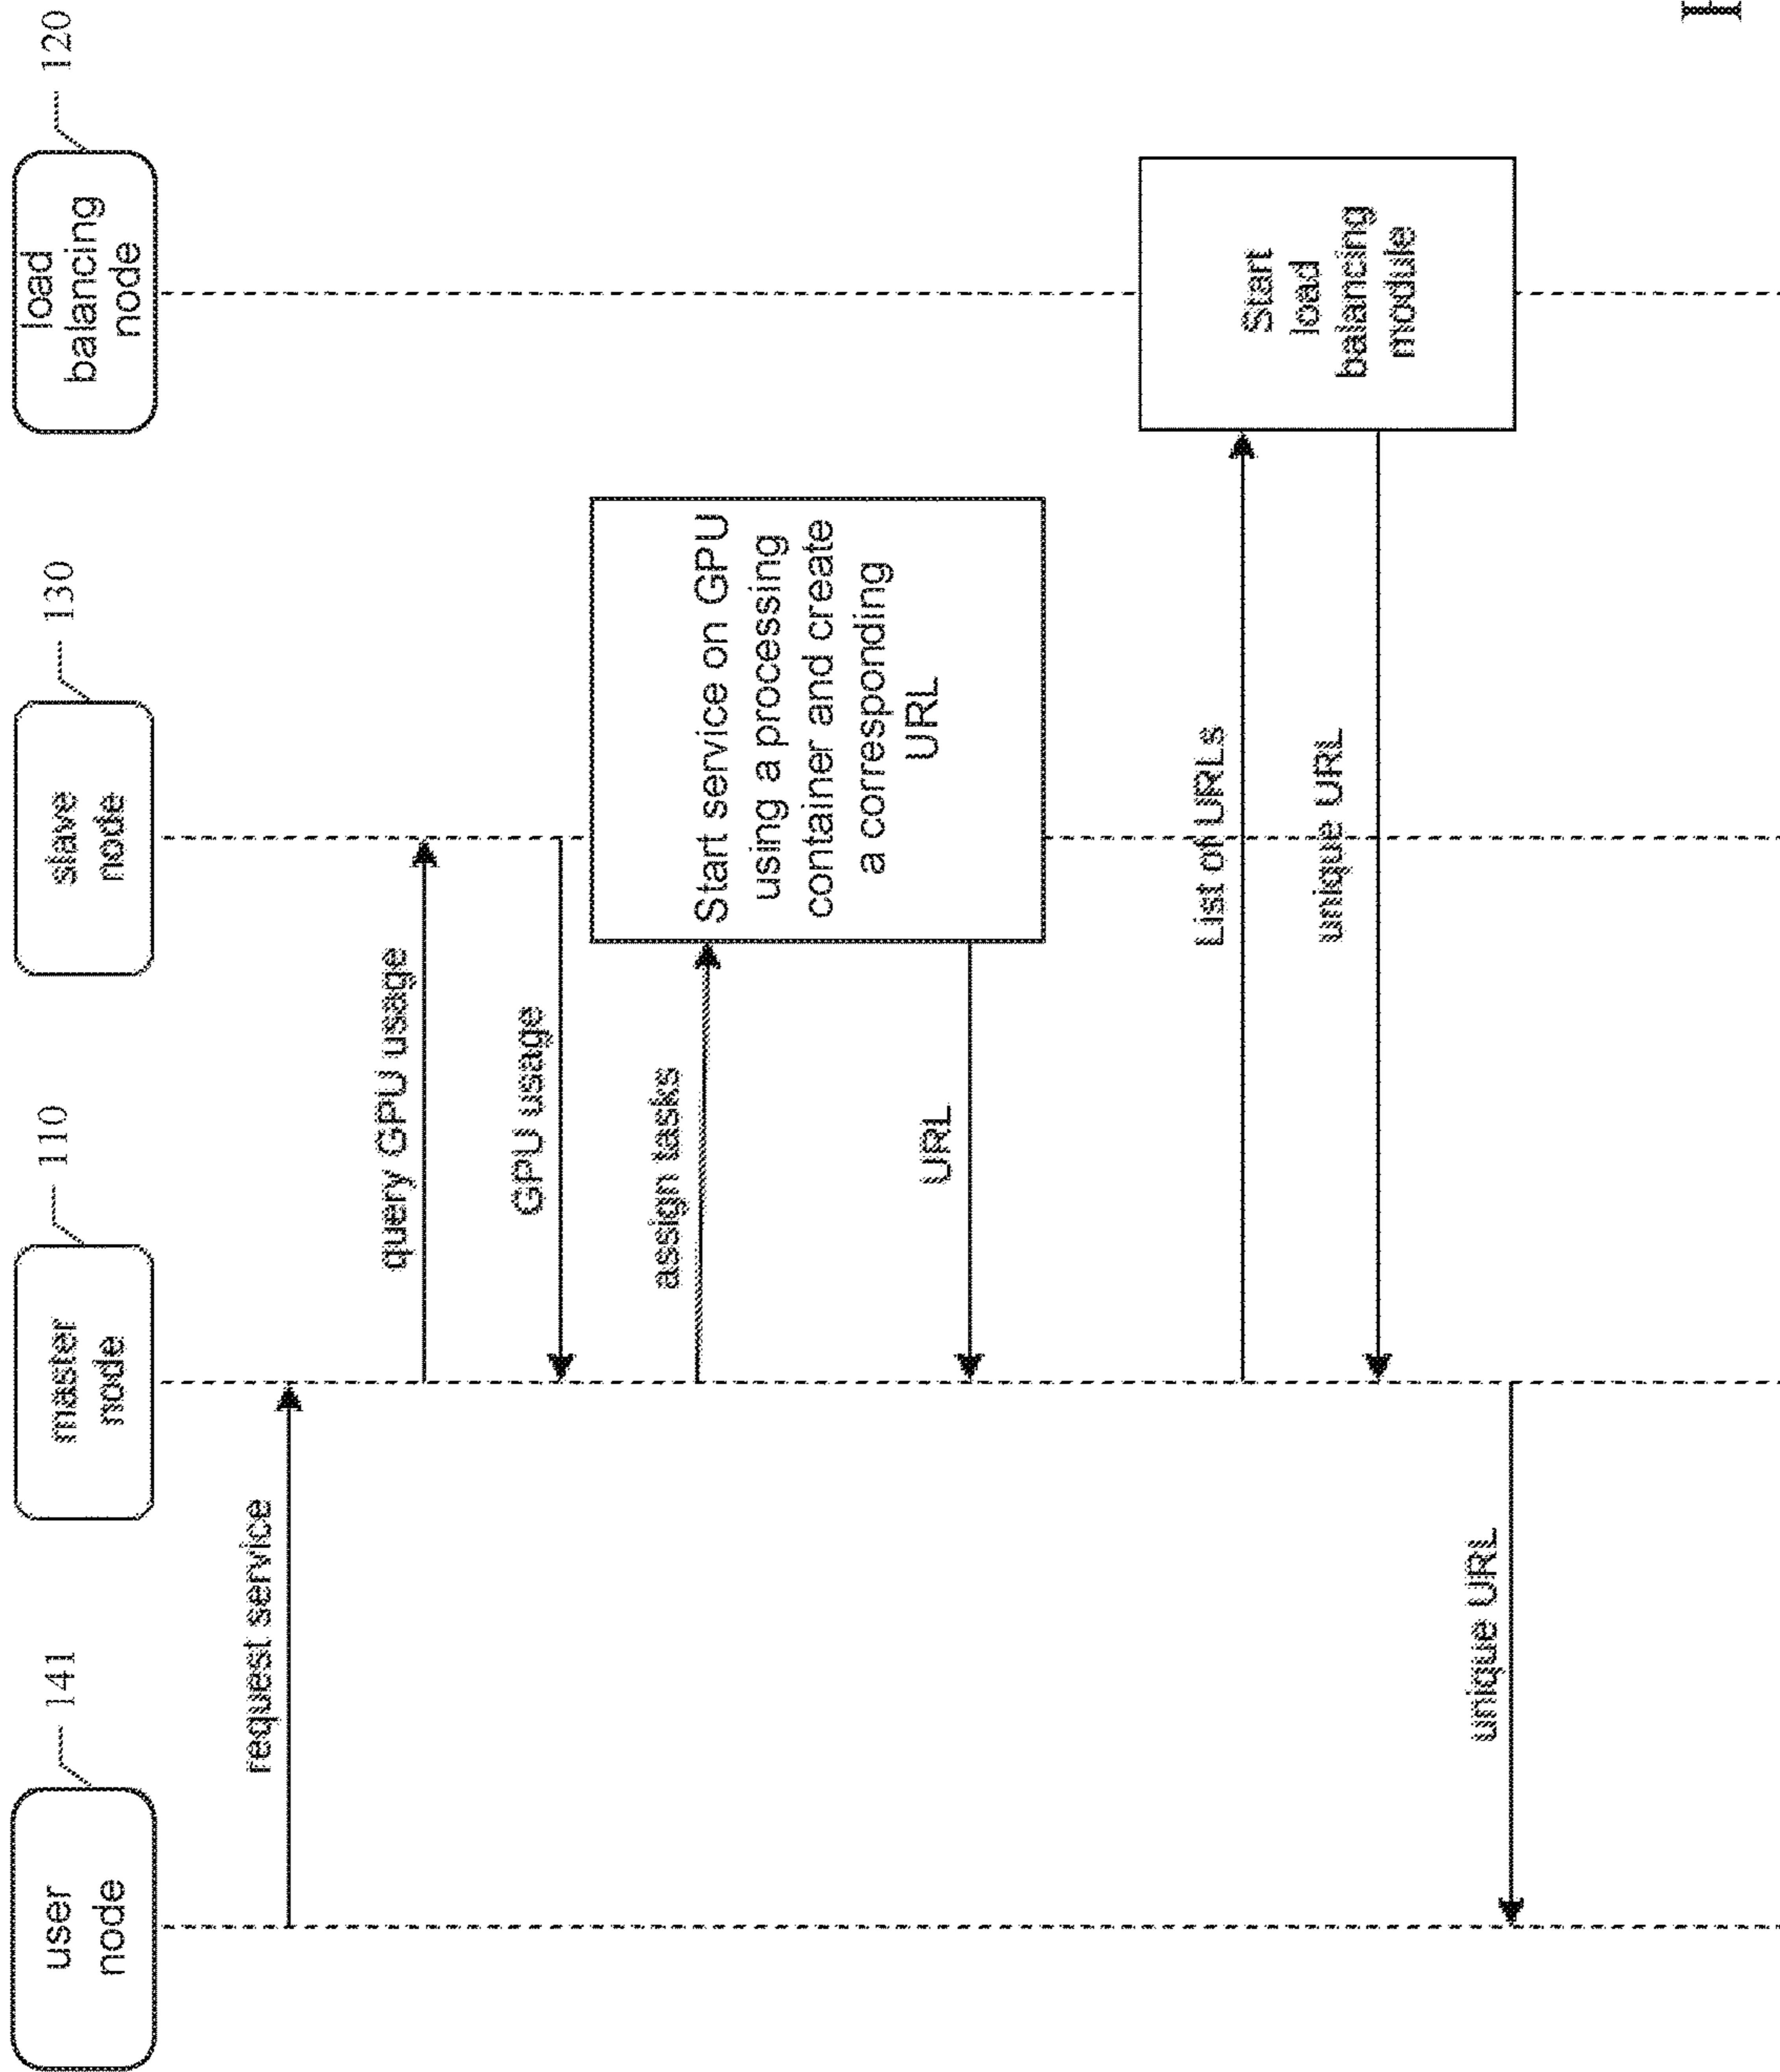 user
node
141
master
node
110
slave
node
130
load
balancing
node
120
request service
query GPU usage
GPU usage
assign tasks
Start service on GPU
using a processing
container and create
a corresponding
URL
URL
List of URLs
Start
load
balancing
module
unique URL
unique URL